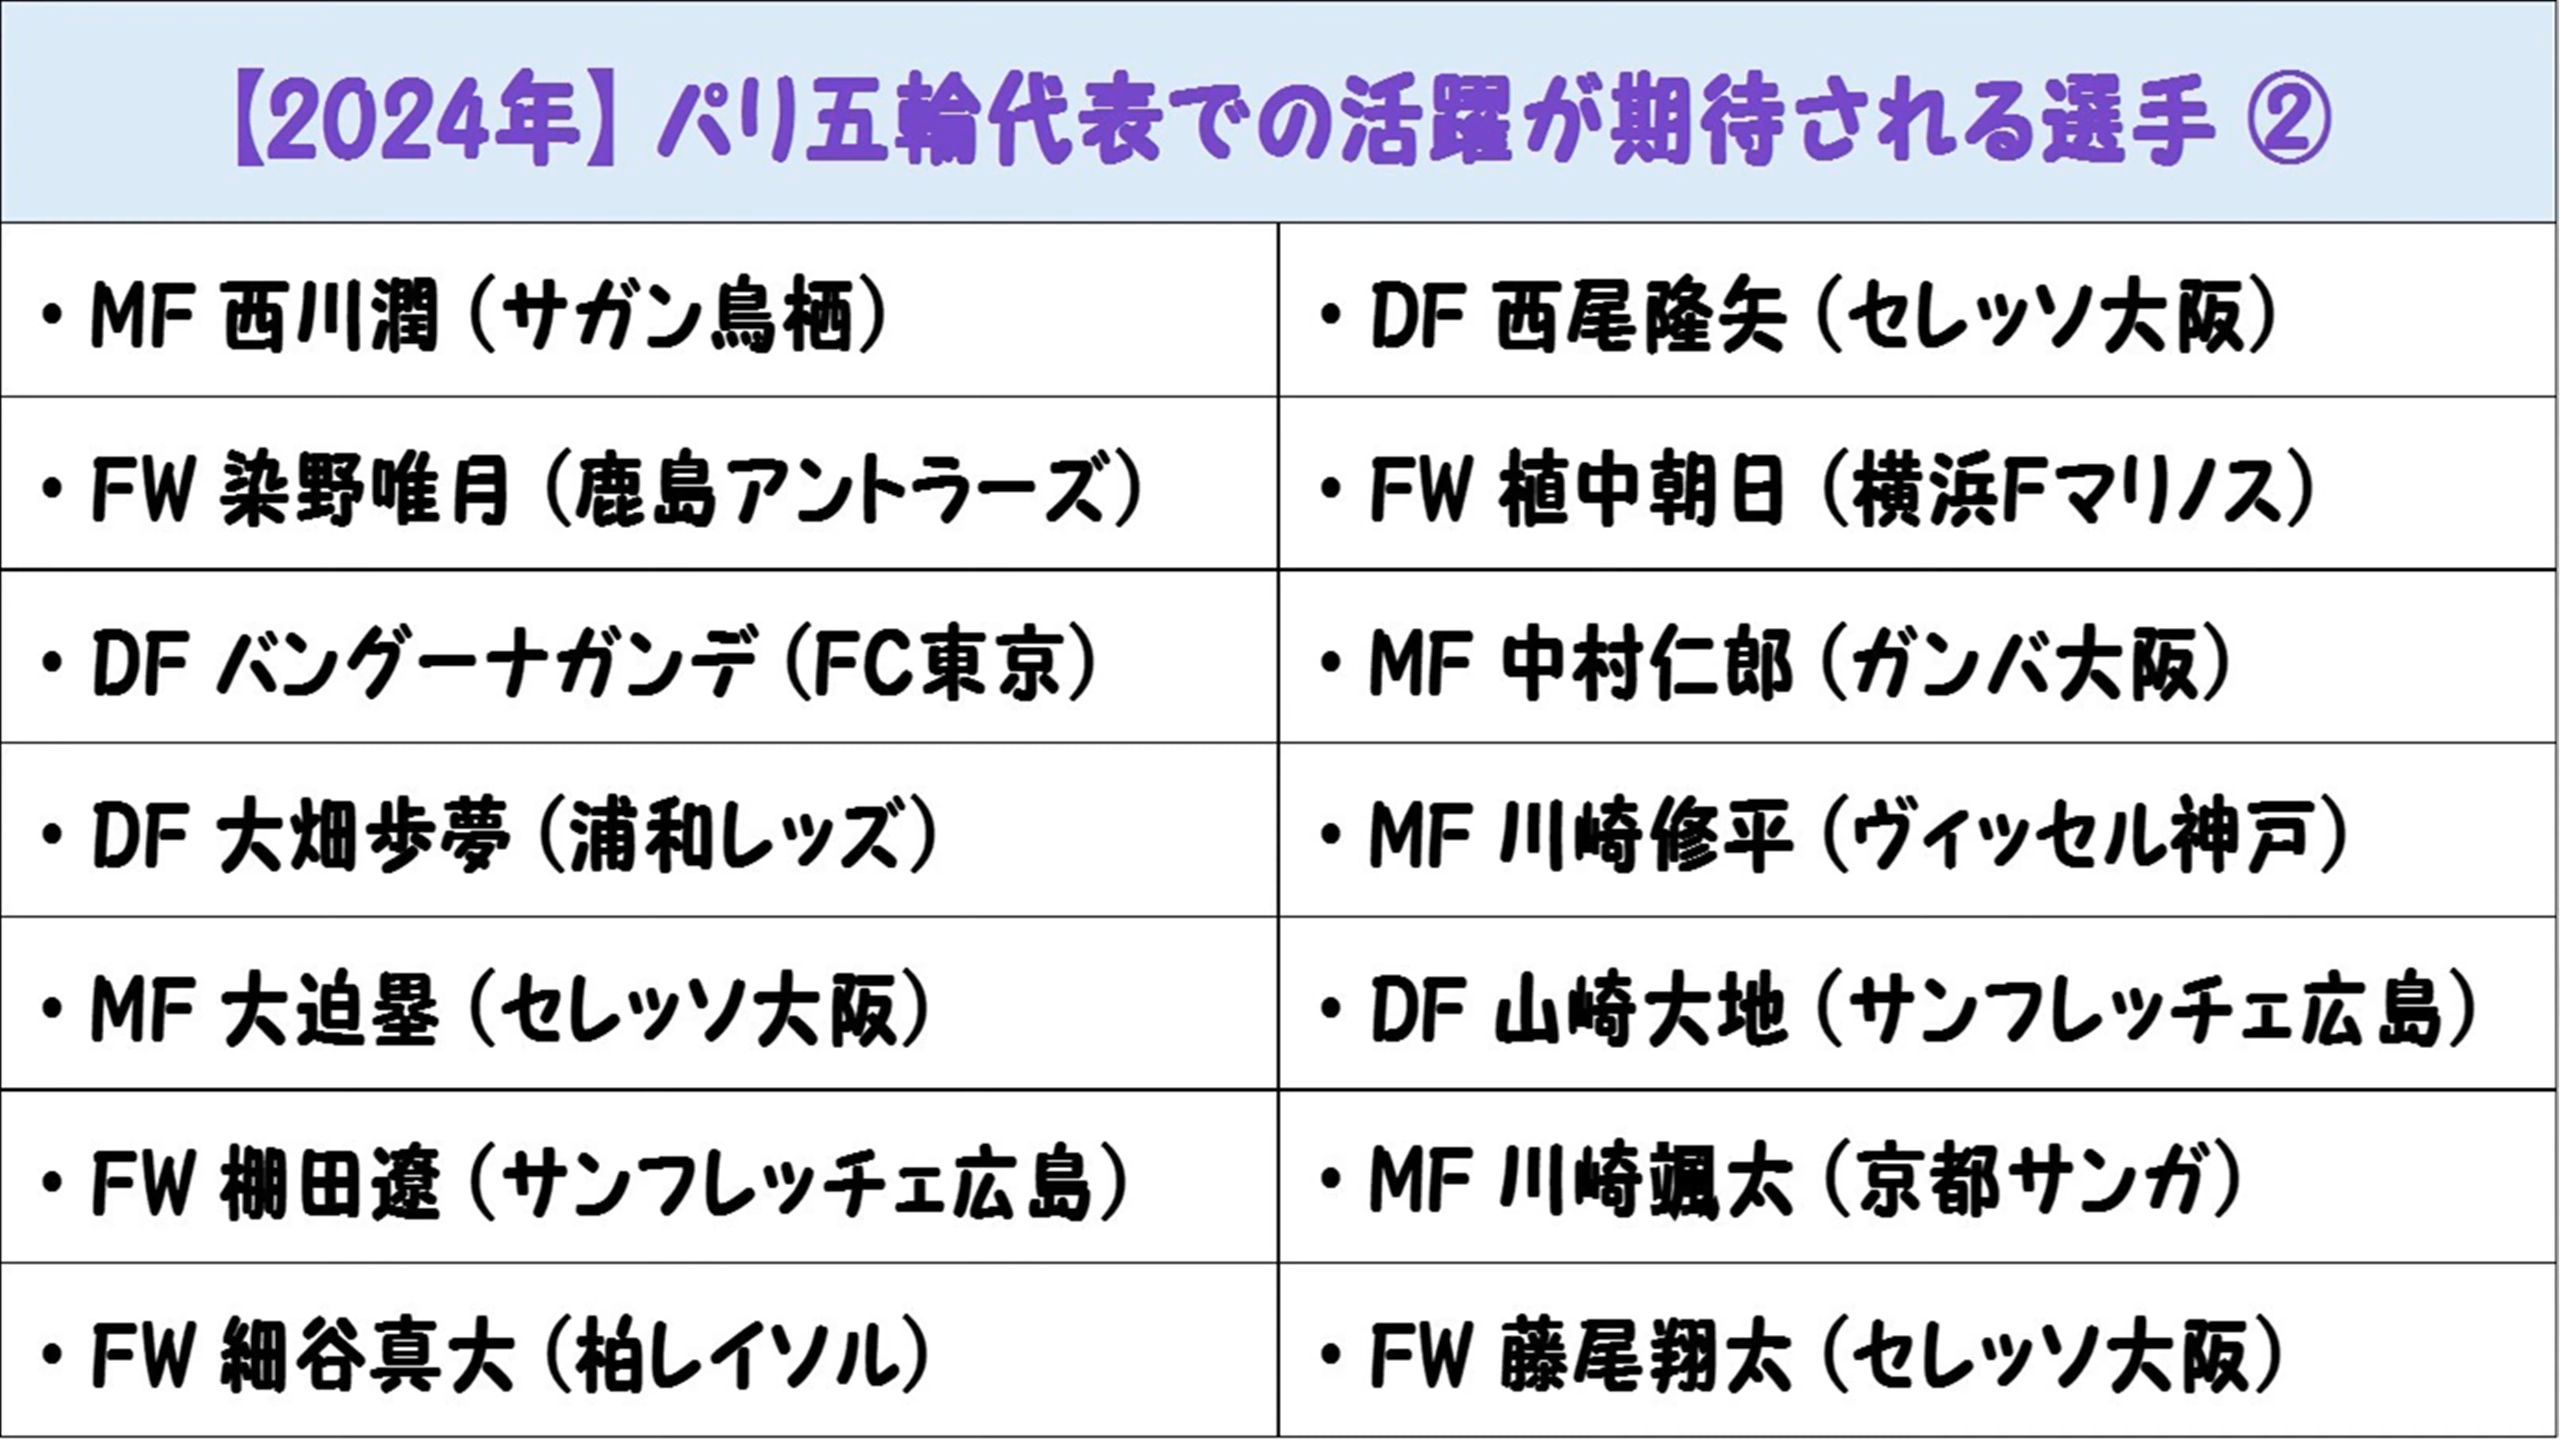 【2024年】パリ五輪代表での活躍が期待される選手 ②
・MF 西川潤（サガン鳥栖）
・DF 西尾隆矢（セレッソ大阪）
・FW 染野唯月（鹿島アントラーズ）
・FW 植中朝日（横浜Fマリノス）
・DF バングーナガンデ（FC東京）
・MF 中村仁郎（ガンバ大阪）
・DF 大畑歩夢（浦和レッズ）
・MF 川崎修平（ヴィッセル神戸）
・MF 大迫塁（セレッソ大阪）
・DF 山崎大地（サンフレッチェ広島）
・FW 棚田遼（サンフレッチェ広島）
・MF 川崎颯太（京都サンガ）
・FW 細谷真大（柏レイソル）
・FW 藤尾翔太（セレッソ大阪）